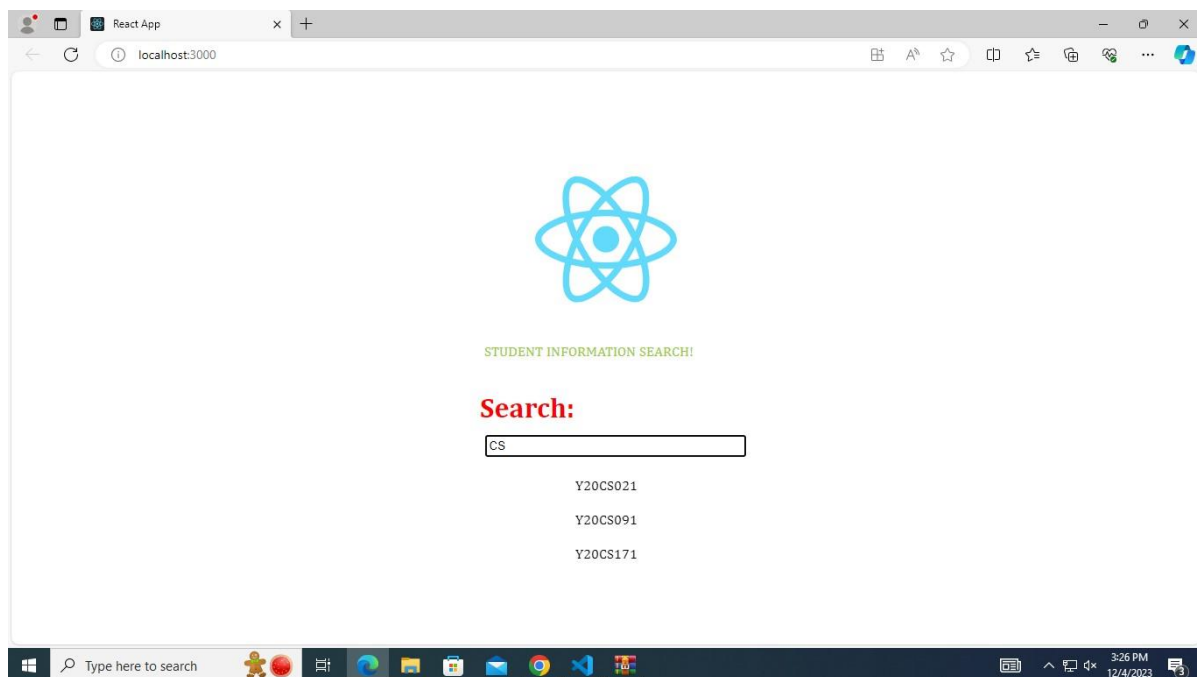 React App
localhost:3000
STUDENT INFORMATION SEARCH!
Search:
CS
Y20CS021
Y20CS091
Y20CS171
Type here to search
3:26 PM
12/4/2023
3